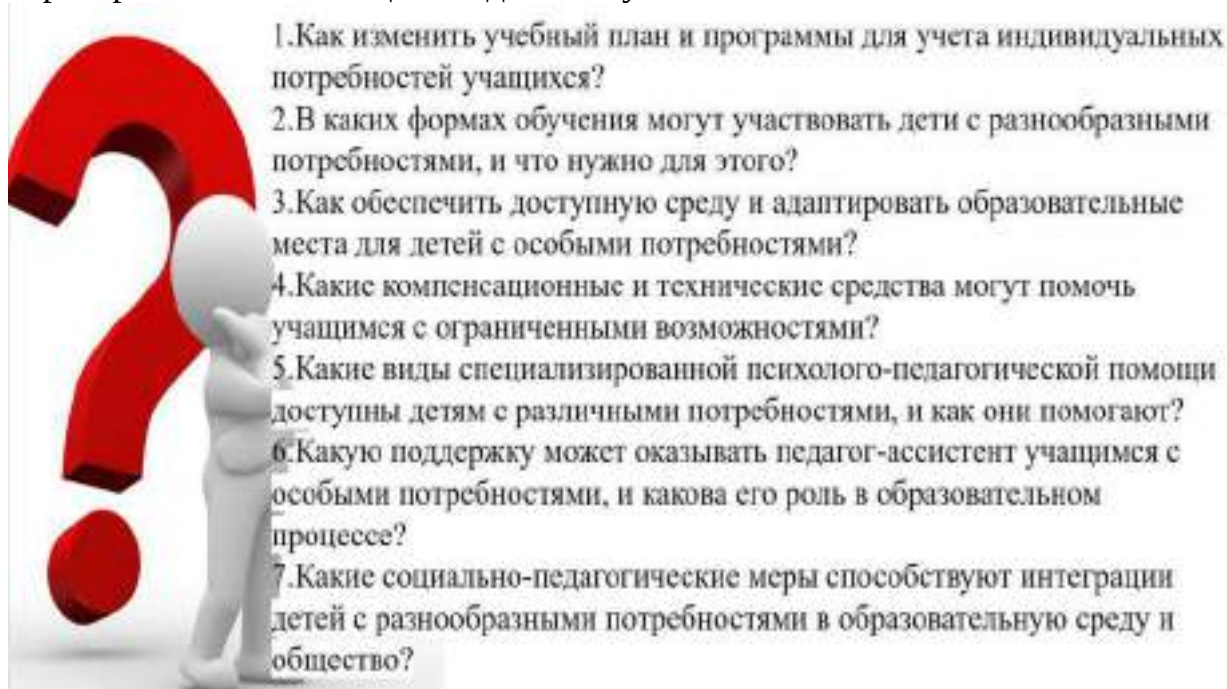 1.Как изменить учебный план и программы для учета индивидуальных
потребностей учащихся?
2.В каких формах обучения могут участвовать дети с разнообразными
потребностями, и что нужно для этого?
3.Как обеспечить доступную среду и адаптировать образовательные
места для детей с особыми потребностями?
4.Какие компенсационные и технические средства могут помочь
учащимся с ограниченными возможностями?
5.Какие виды специализированной психолого-педагогической помощи
доступны детям с различными потребностями, и как они помогают?
6.Какую поддержку может оказывать педагог-ассистент учащимся с
особыми потребностями, и какова его роль в образовательном
процессе?
7.Какие социально-педагогические меры способствуют интеграции
детей с разнообразными потребностями в образовательную среду и
общество?